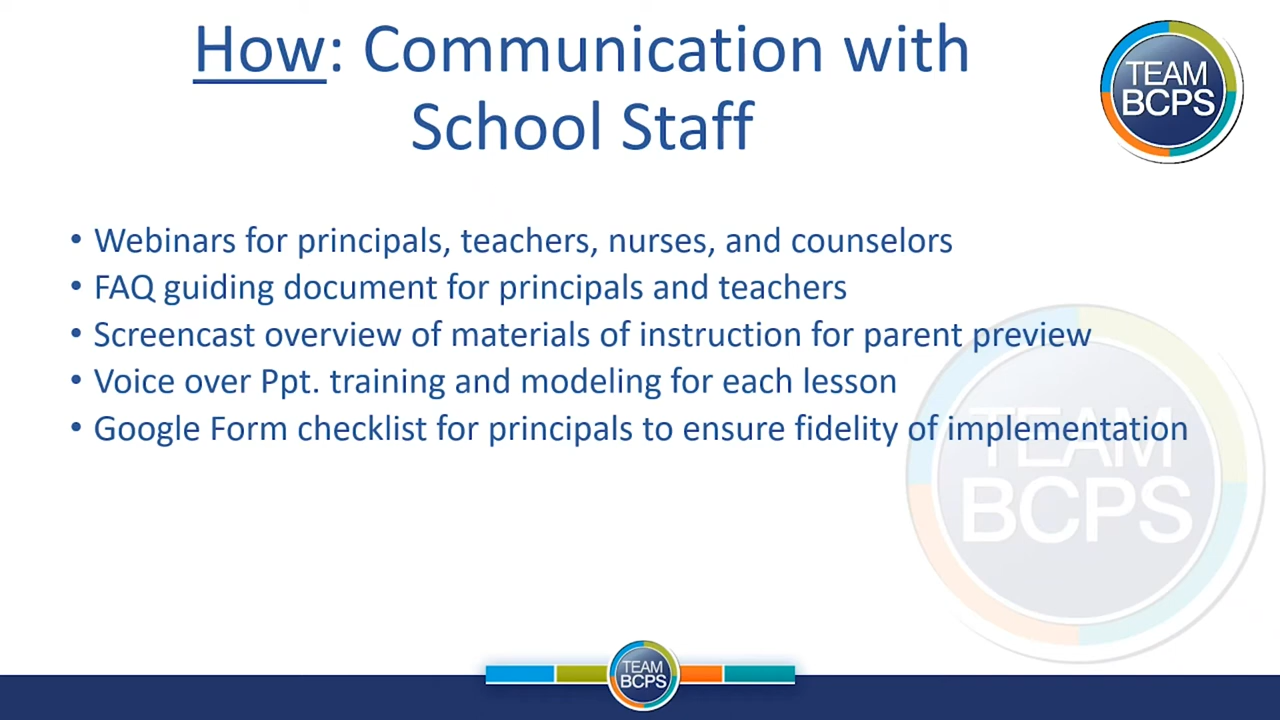 How: Communication with
School Staff
TEAM
BCPS
• Webinars for principals, teachers, nurses, and counselors
• FAQ guiding document for principals and teachers
• Screencast overview of materials of instruction for parent preview
• Voice over Ppt. training and modeling for each lesson
• Google Form checklist for principals to ensure fidelity of implementation
TEAM
BCPS
TEAM
BCPS